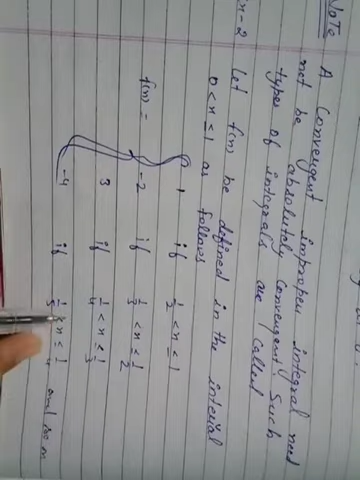 Note A convergent improper integral need
not be absolutely convergent. Such
type of integrals are called
Ex-2 Let f(x) be defined in the interval
0 < x ≤ 1 as follows
f(x) = { 1 if 1/2 < x ≤ 1
-2 if 1/3 < x ≤ 1/2
3 if 1/4 < x ≤ 1/3
-4 if 1/5 < x ≤ 1/4 and so on